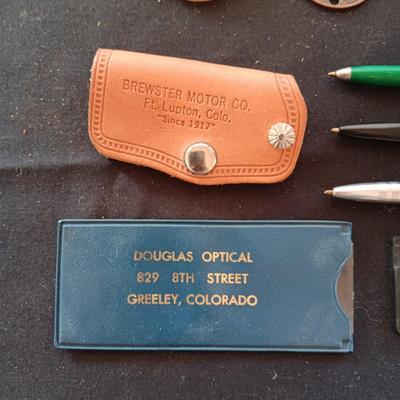 BREWSTER MOTOR CO.
Ft. Lupton, Colo.
"Since 1917"
DOUGLAS OPTICAL
829 8TH STREET
GREELEY, COLORADO